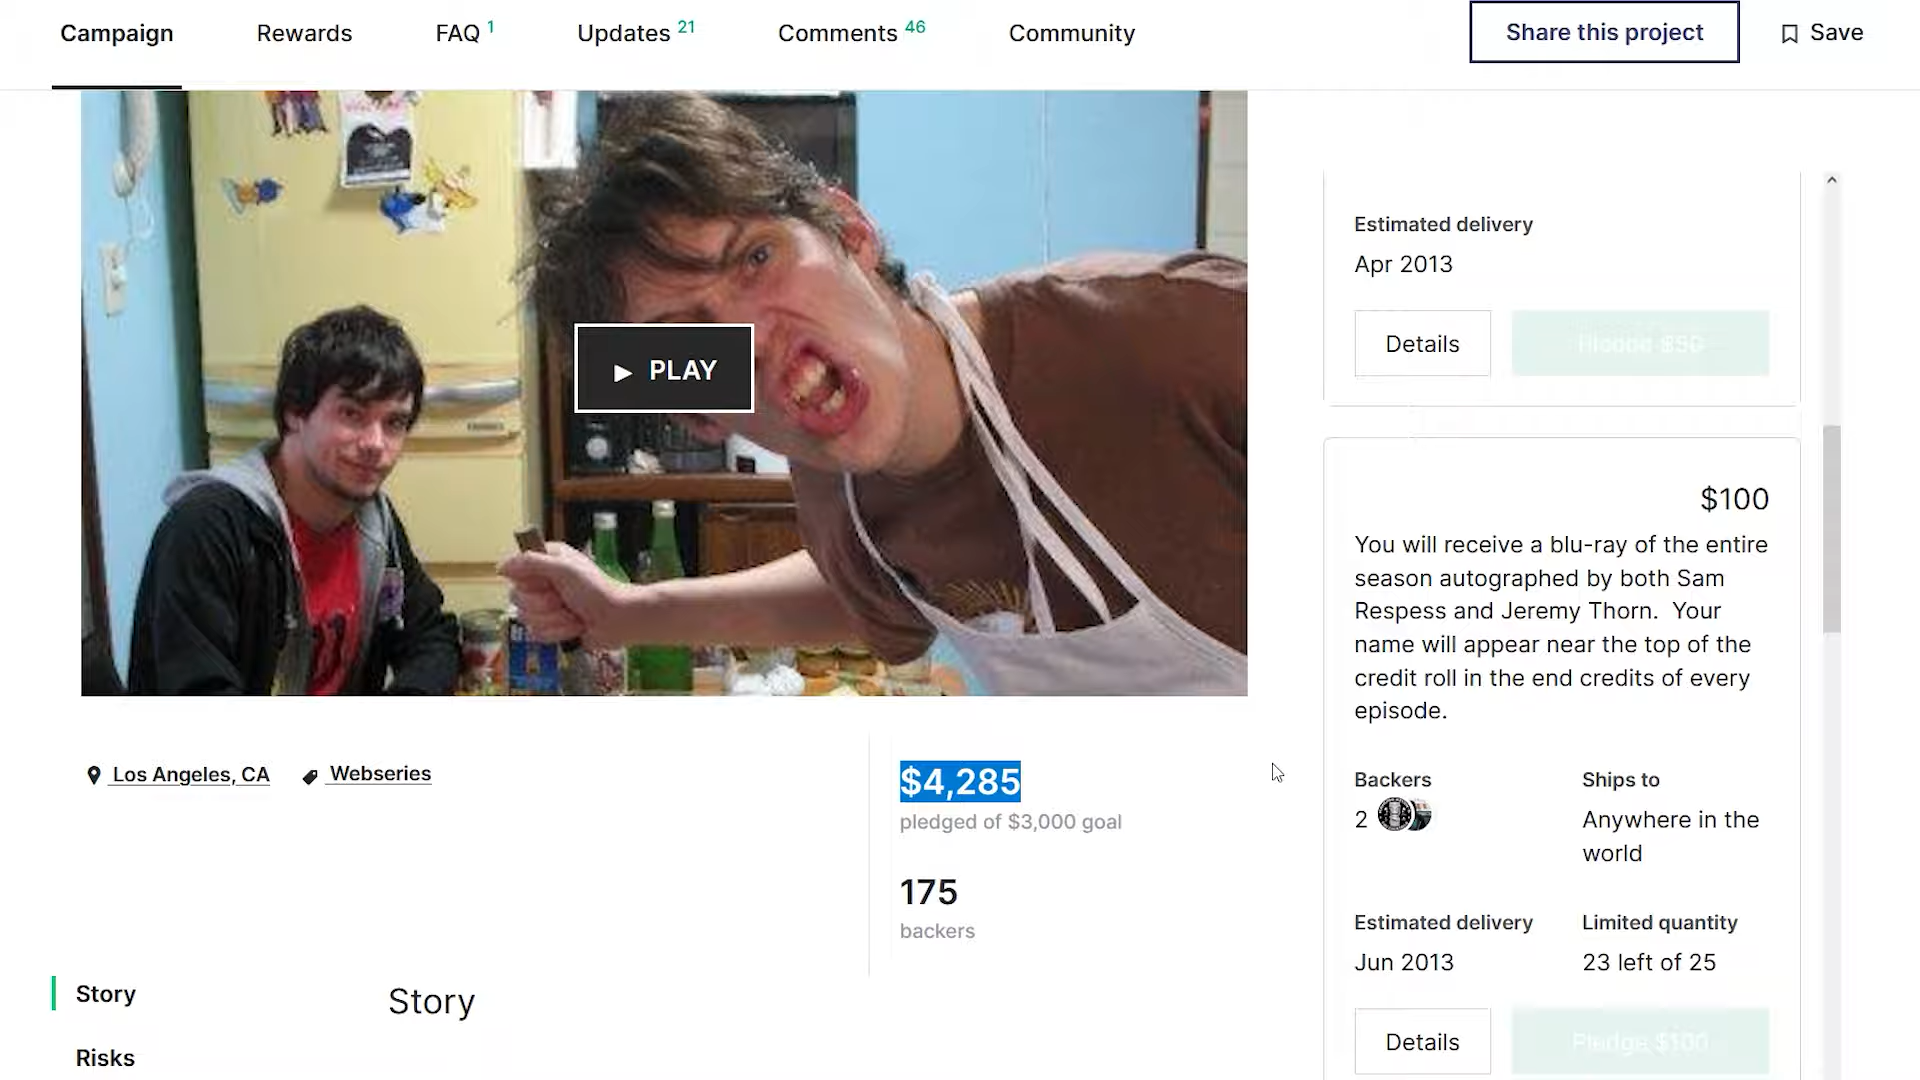 Campaign
Rewards
FAQ 1
Updates 21
Comments 46
Community
Share this project
Save
PLAY
Los Angeles, CA
Webseries
$4,285
pledged of $3,000 goal
175
backers
Story
Risks
Story
Estimated delivery
Apr 2013
Details
$50
$100
You will receive a blu-ray of the entire
season autographed by both Sam
Respess and Jeremy Thorn. Your
name will appear near the top of the
credit roll in the end credits of every
episode.
Backers
2
Ships to
Anywhere in the
world
Estimated delivery
Jun 2013
Limited quantity
23 left of 25
Details
Pledge $100